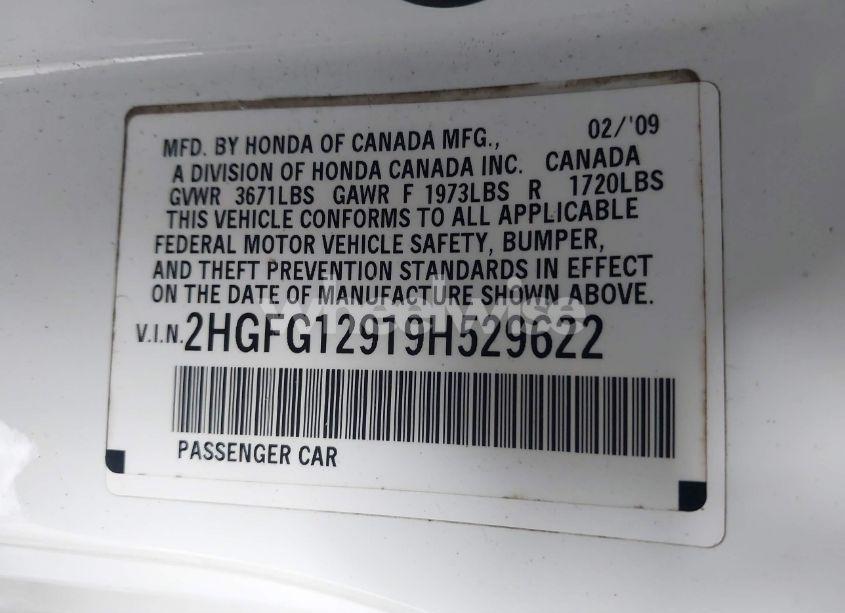 MFD. BY HONDA OF CANADA MFG., 02/'09
A DIVISION OF HONDA CANADA INC. CANADA
GVWR 3671LBS GAWR F 1973LBS R 1720LBS
THIS VEHICLE CONFORMS TO ALL APPLICABLE
FEDERAL MOTOR VEHICLE SAFETY, BUMPER,
AND THEFT PREVENTION STANDARDS IN EFFECT
ON THE DATE OF MANUFACTURE SHOWN ABOVE.
wheelwise
V.I.N. 2HGFG12919H529622
PASSENGER CAR